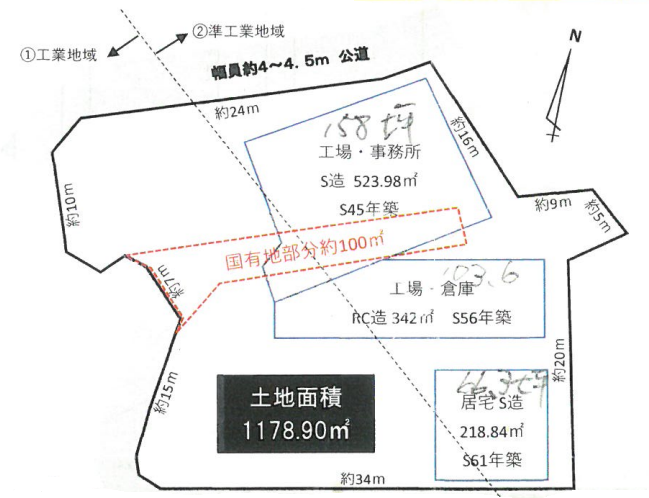 ②準工業地域
①工業地域
幅員約4～4.5m 公道
N
約24m
158坪
工場・事務所
S造 523.98㎡
S45年築
約16m
約10m
約9m
約5m
国有地部分約100㎡
約7m
103.6
工場・倉庫
RC造 342㎡ S56年築
約20m
約15m
土地面積
1178.90㎡
66.3坪
居宅 S造
218.84㎡
S61年築
約34m